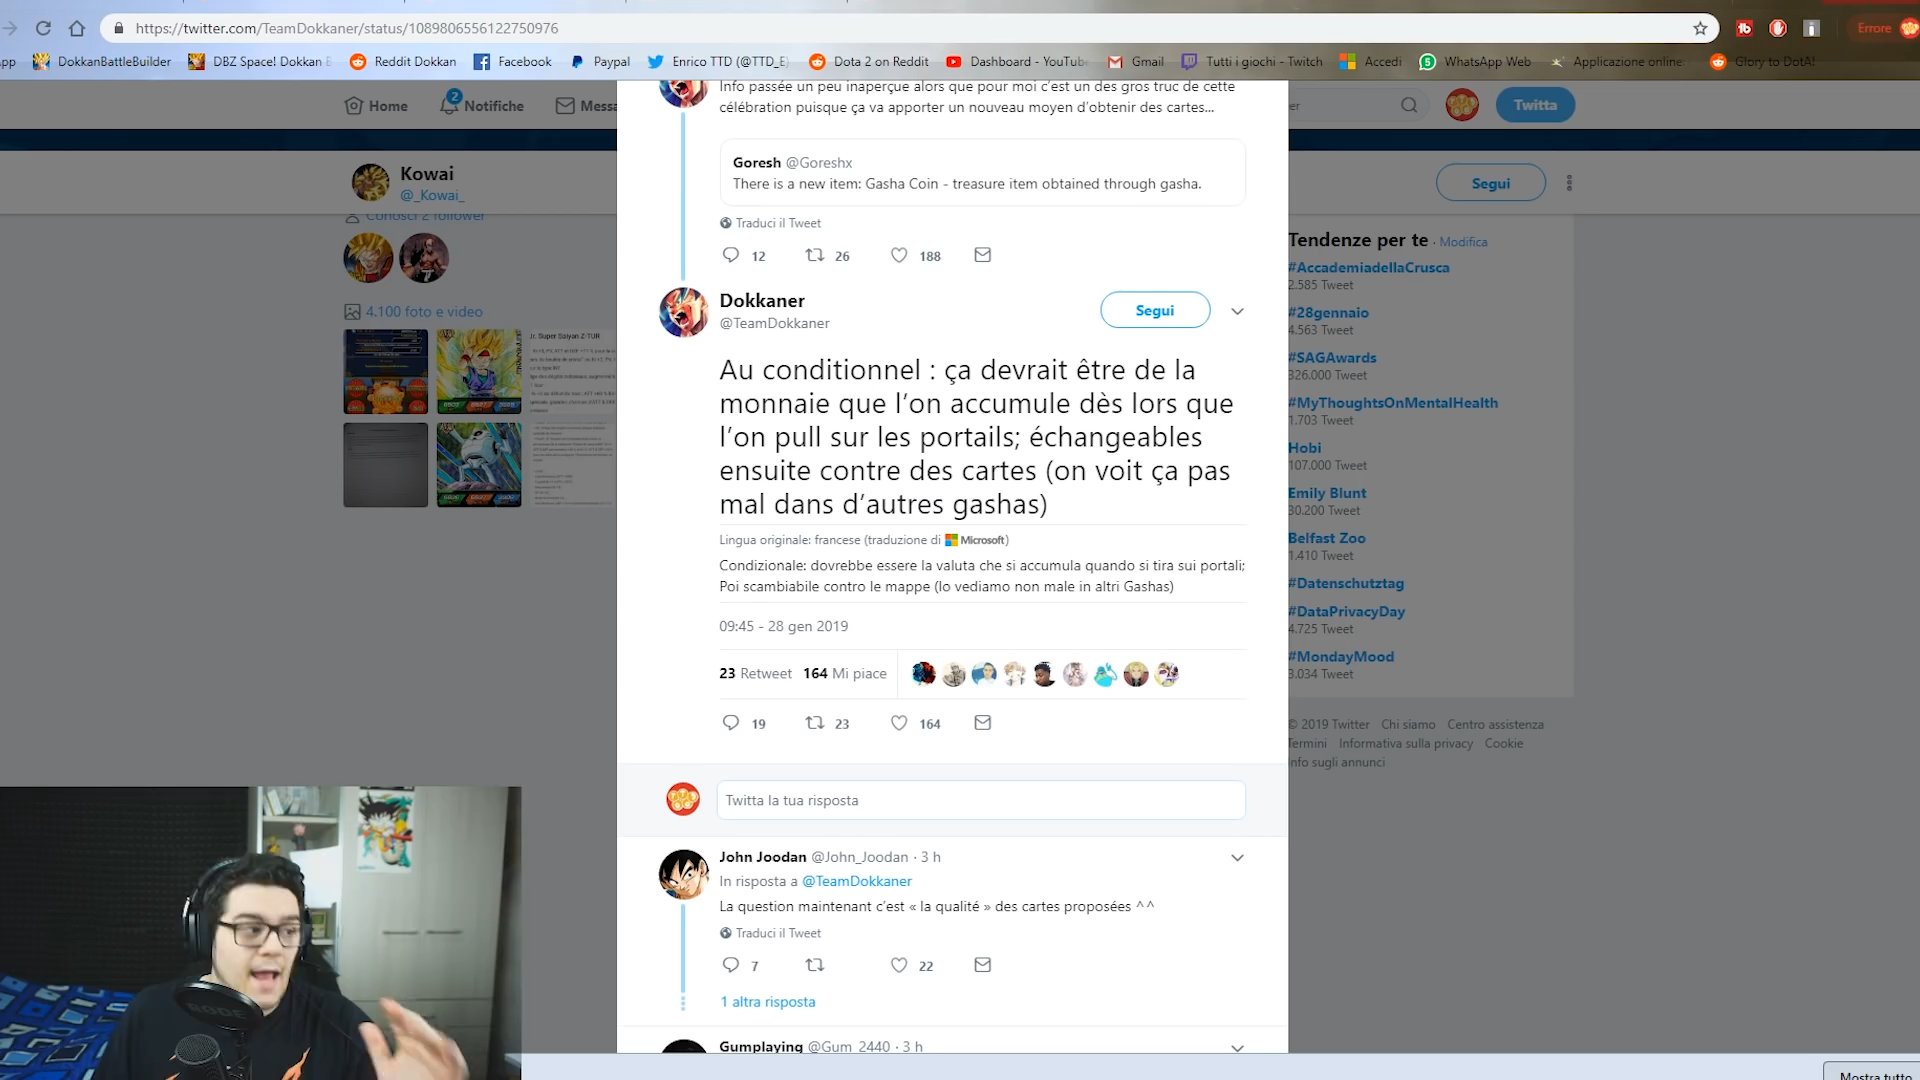 https://twitter.com/TeamDokkaner/status/1089806556122750976
Errore
pp DokkanBattleBuilder DBZ Space! Dokkan Reddit Dokkan Facebook Paypal Enrico TTD (@TTD_E) Dota 2 on Reddit Dashboard - YouTube Gmail Tutti i giochi - Twitch Accedi WhatsApp Web Applicazione online Glory to DotA!
Home 2 Notifiche Messa
er Twitta
Kowai
@_Kowai_
Segui
Conosci 2 follower
4.100 foto e video
Info passée un peu inaperçue alors que pour moi c'est un des gros truc de cette
célébration puisque ça va apporter un nouveau moyen d'obtenir des cartes...
Goresh @Goreshx
There is a new item: Gasha Coin - treasure item obtained through gasha.
Traduci il Tweet
12 26 188
Dokkaner
@TeamDokkaner
Segui
Au conditionnel : ça devrait être de la
monnaie que l'on accumule dès lors que
l'on pull sur les portails; échangeables
ensuite contre des cartes (on voit ça pas
mal dans d'autres gashas)
Lingua originale: francese (traduzione di Microsoft)
Condizionale: dovrebbe essere la valuta che si accumula quando si tira sui portali;
Poi scambiabile contro le mappe (lo vediamo non male in altri Gashas)
09:45 - 28 gen 2019
23 Retweet 164 Mi piace
19 23 164
Twitta la tua risposta
John Joodan @John_Joodan · 3 h
In risposta a @TeamDokkaner
La question maintenant c'est « la qualité » des cartes proposées ^^
Traduci il Tweet
7 22
1 altra risposta
Gumplaying @Gum_2440 · 3 h
Tendenze per te · Modifica
#AccademiadellaCrusca
2.585 Tweet
#28gennaio
4.563 Tweet
#SAGAwards
326.000 Tweet
#MyThoughtsOnMentalHealth
1.703 Tweet
Hobi
107.000 Tweet
Emily Blunt
30.200 Tweet
Belfast Zoo
1.410 Tweet
#Datenschutztag
#DataPrivacyDay
4.725 Tweet
#MondayMood
3.034 Tweet
© 2019 Twitter Chi siamo Centro assistenza
Termini Informativa sulla privacy Cookie
Info sugli annunci
RODE
Mostra tutto